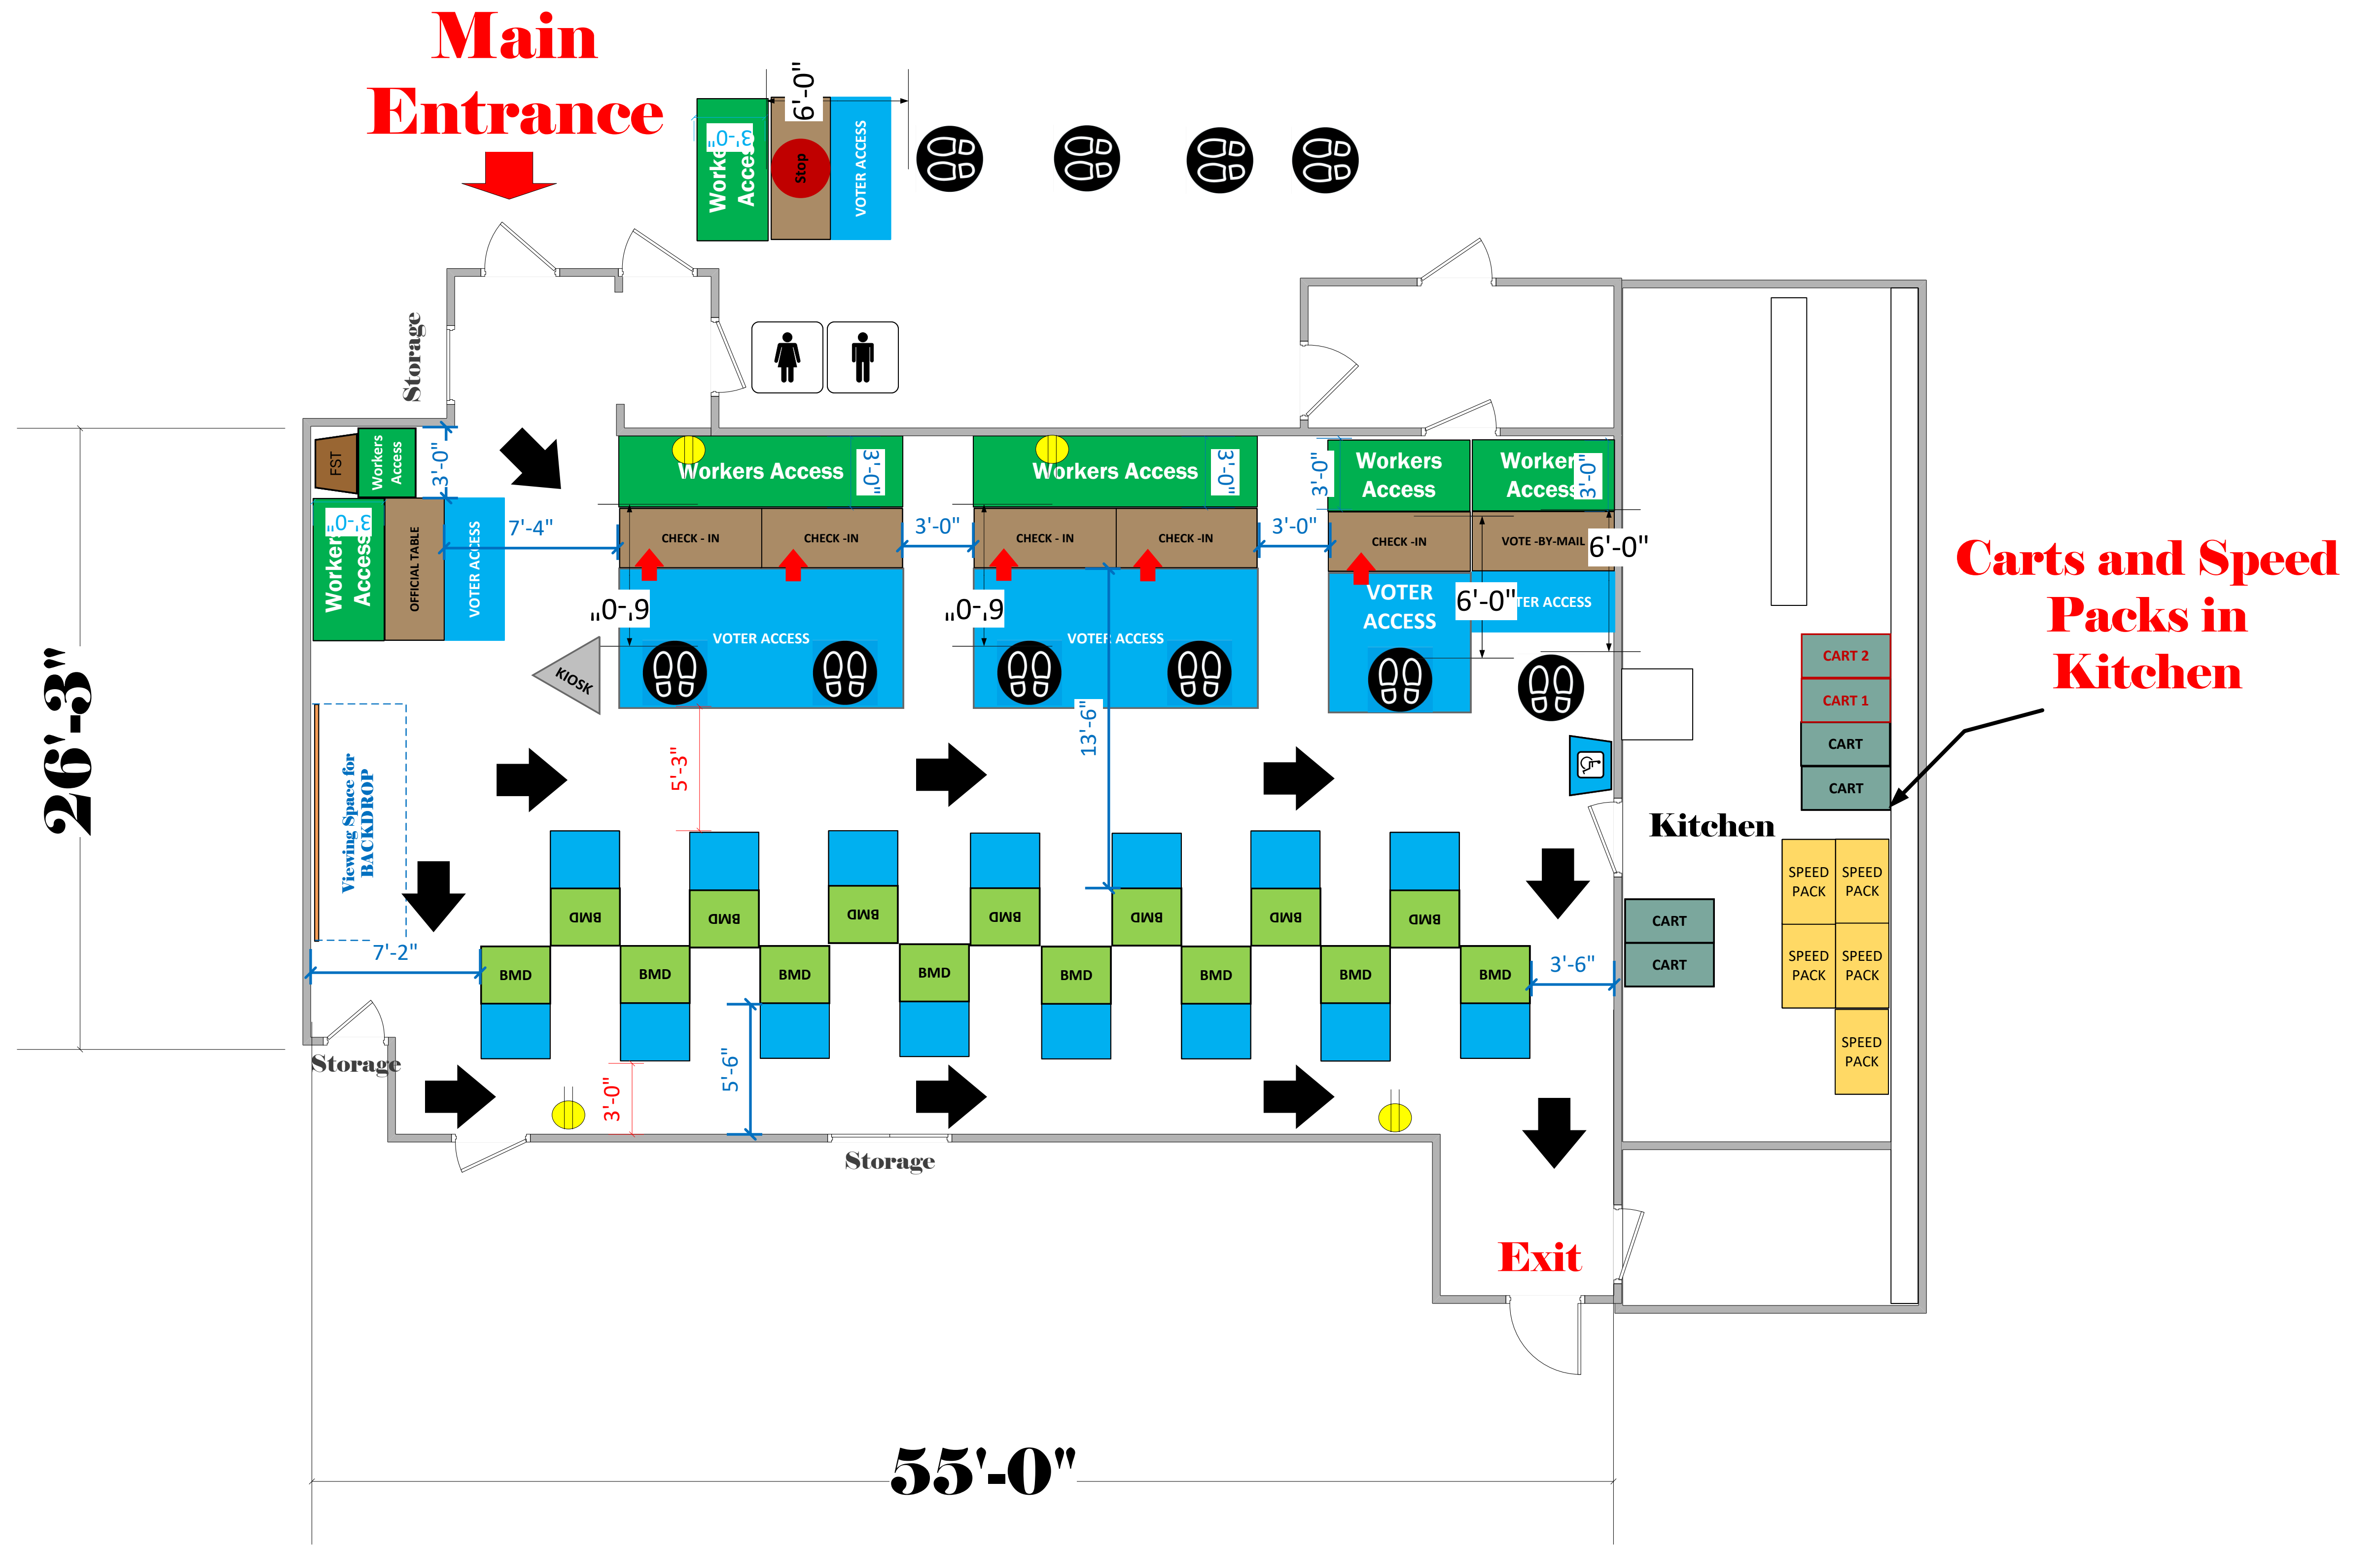 Main
Entrance
6'-0"
3'-0"
Workers
Access
Stop
VOTER ACCESS
Storage
FST
Workers
Access
3'-0"
3'-0"
Workers
Access
OFFICIAL TABLE
VOTER ACCESS
7'-4"
Workers Access
3'-0"
CHECK - IN
CHECK -IN
6'-0"
VOTER ACCESS
3'-0"
Workers Access
3'-0"
CHECK - IN
CHECK -IN
6'-0"
VOTER ACCESS
3'-0"
Workers
Access
3'-0"
CHECK -IN
VOTER
ACCESS
6'-0"
Workers
Access
3'-0"
VOTE -BY-MAIL
6'-0"
VOTER ACCESS
KIOSK
26'-3"
Viewing Space for
BACKDROP
5'-3"
13'-6"
BMD
BMD
BMD
BMD
BMD
BMD
BMD
7'-2"
BMD
BMD
BMD
BMD
BMD
BMD
BMD
BMD
3'-6"
5'-6"
3'-0"
Storage
Storage
Exit
Kitchen
CART 2
CART 1
CART
CART
CART
CART
SPEED
PACK
SPEED
PACK
SPEED
PACK
SPEED
PACK
SPEED
PACK
Carts and Speed
Packs in
Kitchen
55'-0"